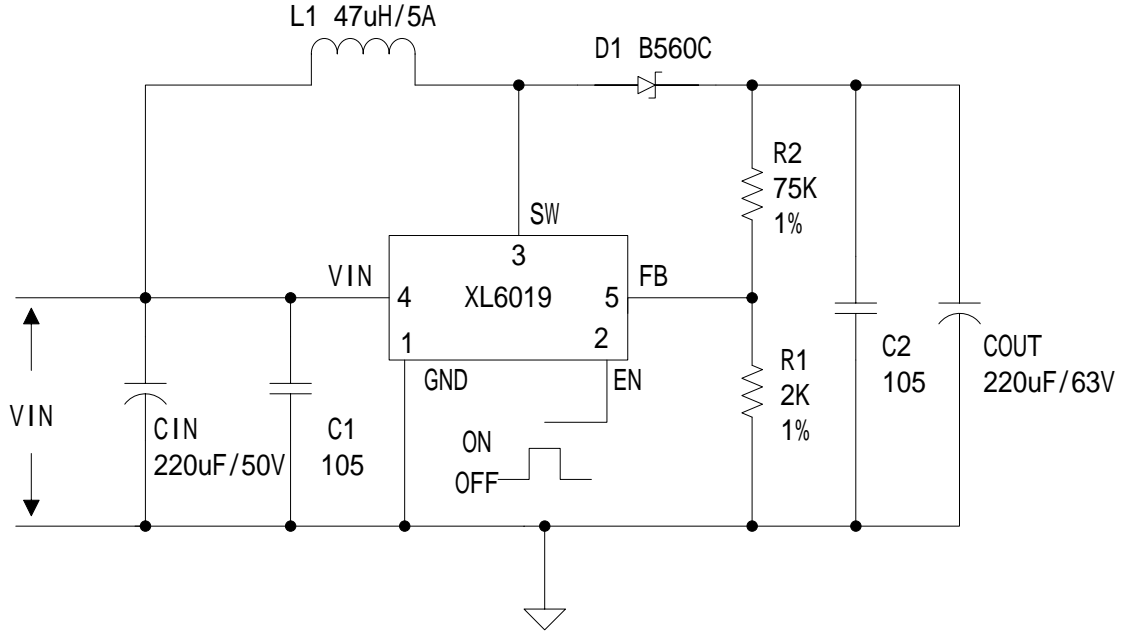 L1 47uH/5A
D1 B560C
R2
75K
1%
SW
3
VIN
FB
4
XL6019
5
1
2
GND
EN
VIN
CIN
220uF/50V
C1
105
ON
OFF
R1
2K
1%
C2
105
COUT
220uF/63V